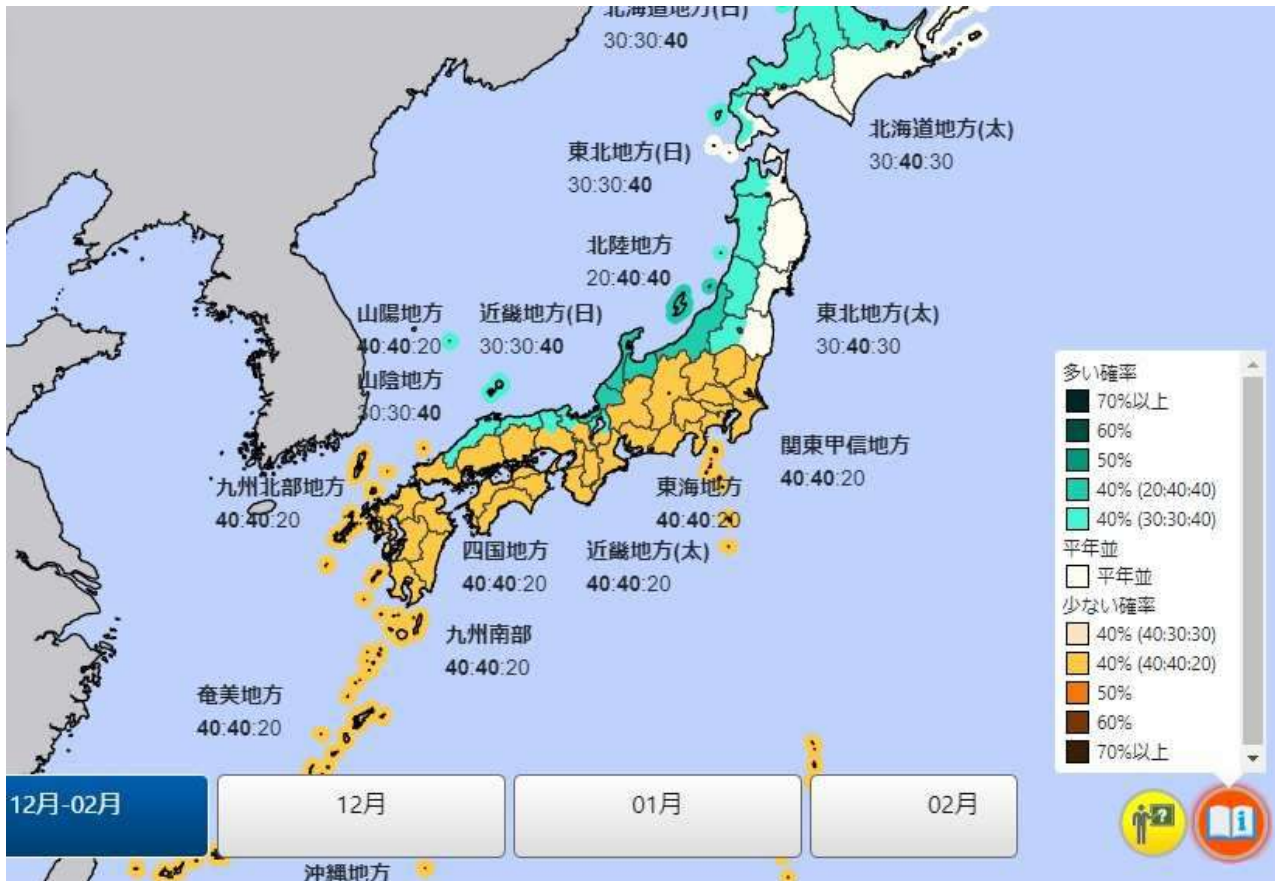 北海道地方(日)
30:30:40
北海道地方(太)
30:40:30
東北地方(日)
30:30:40
北陸地方
20:40:40
山陽地方
40:40:20
近畿地方(日)
30:30:40
東北地方(太)
30:40:30
山陰地方
30:30:40
関東甲信地方
40:40:20
九州北部地方
40:40:20
東海地方
40:40:20
四国地方
40:40:20
近畿地方(太)
40:40:20
九州南部
40:40:20
奄美地方
40:40:20
多い確率
70%以上
60%
50%
40% (20:40:40)
40% (30:30:40)
平年並
平年並
少ない確率
40% (40:30:30)
40% (40:40:20)
50%
60%
70%以上
12月-02月
12月
01月
02月
?
i
沖縄地方